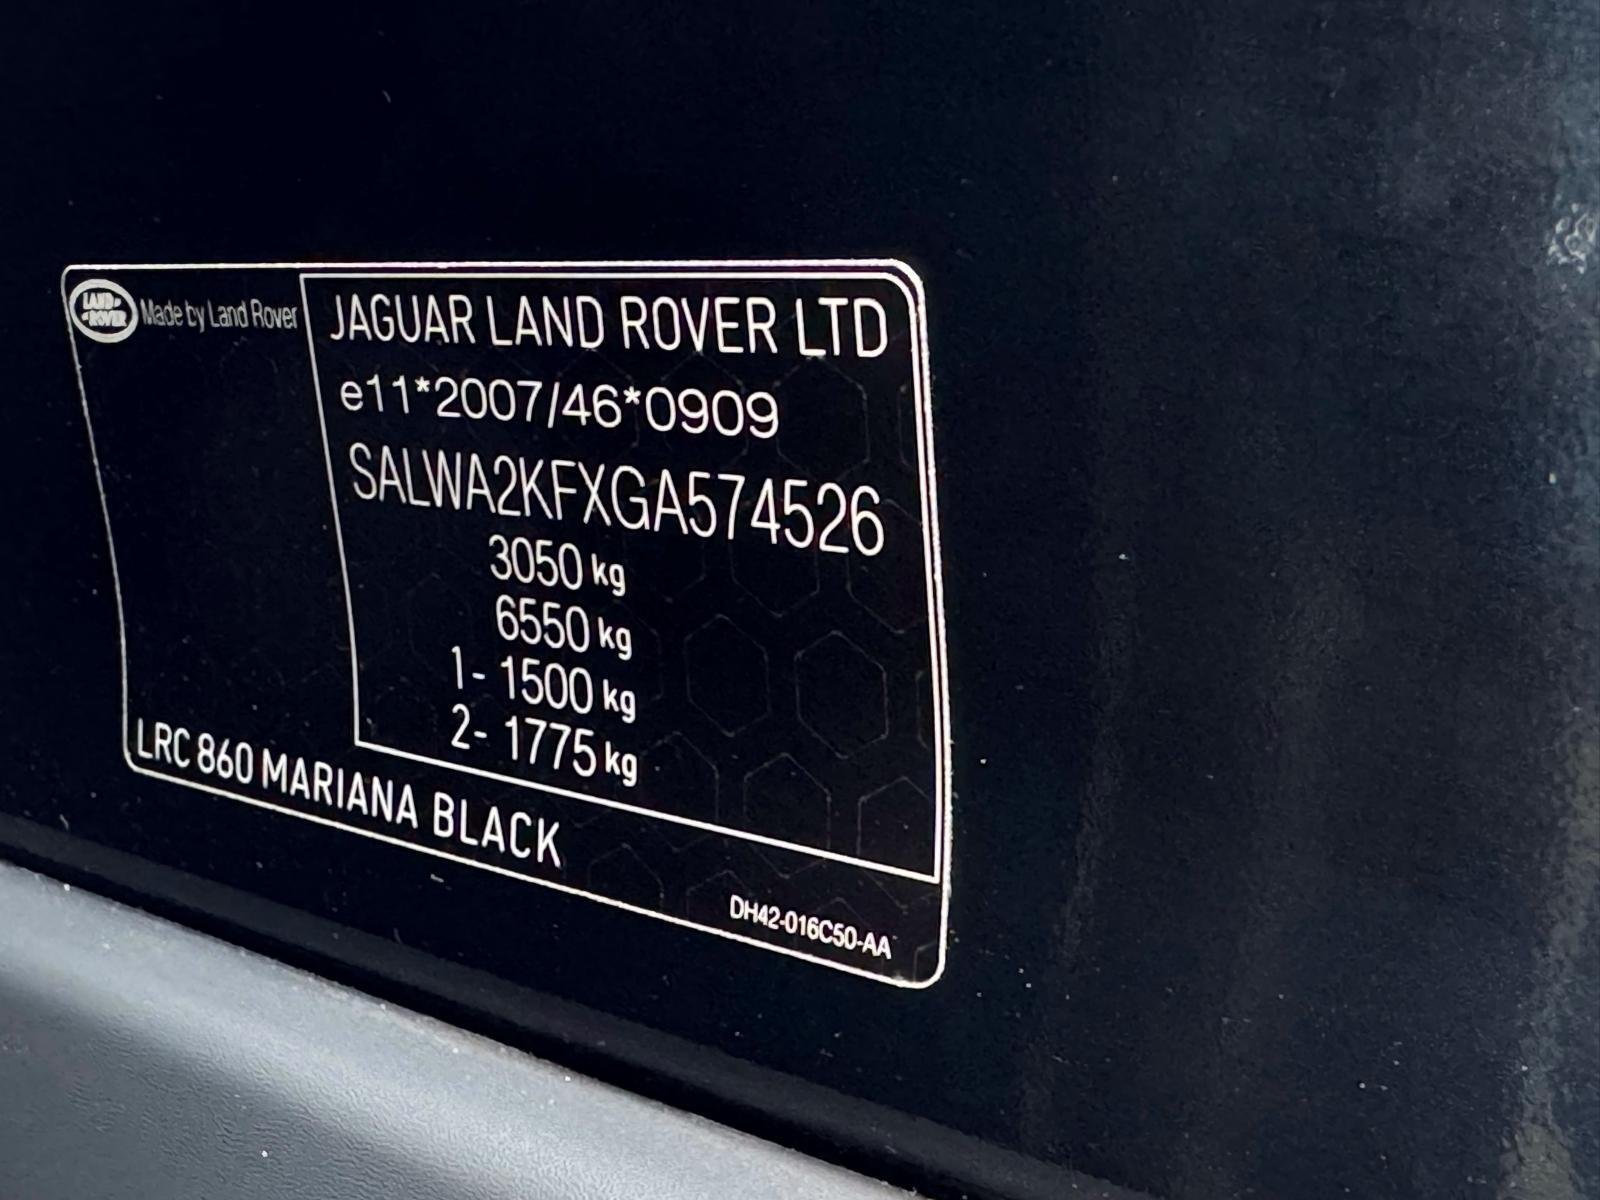 LAND-
-ROVER
Made by Land Rover
JAGUAR LAND ROVER LTD
e11*2007/46*0909
SALWA2KFXGA574526
3050 kg
6550 kg
1- 1500 kg
2- 1775 kg
LRC 860 MARIANA BLACK
DH42-016C50-AA